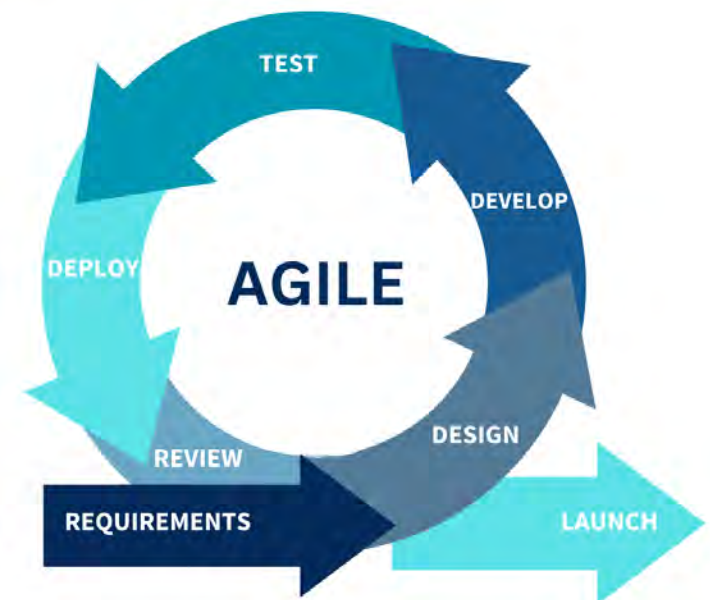 TEST
DEVELOP
DEPLOY
AGILE
DESIGN
REVIEW
REQUIREMENTS
LAUNCH